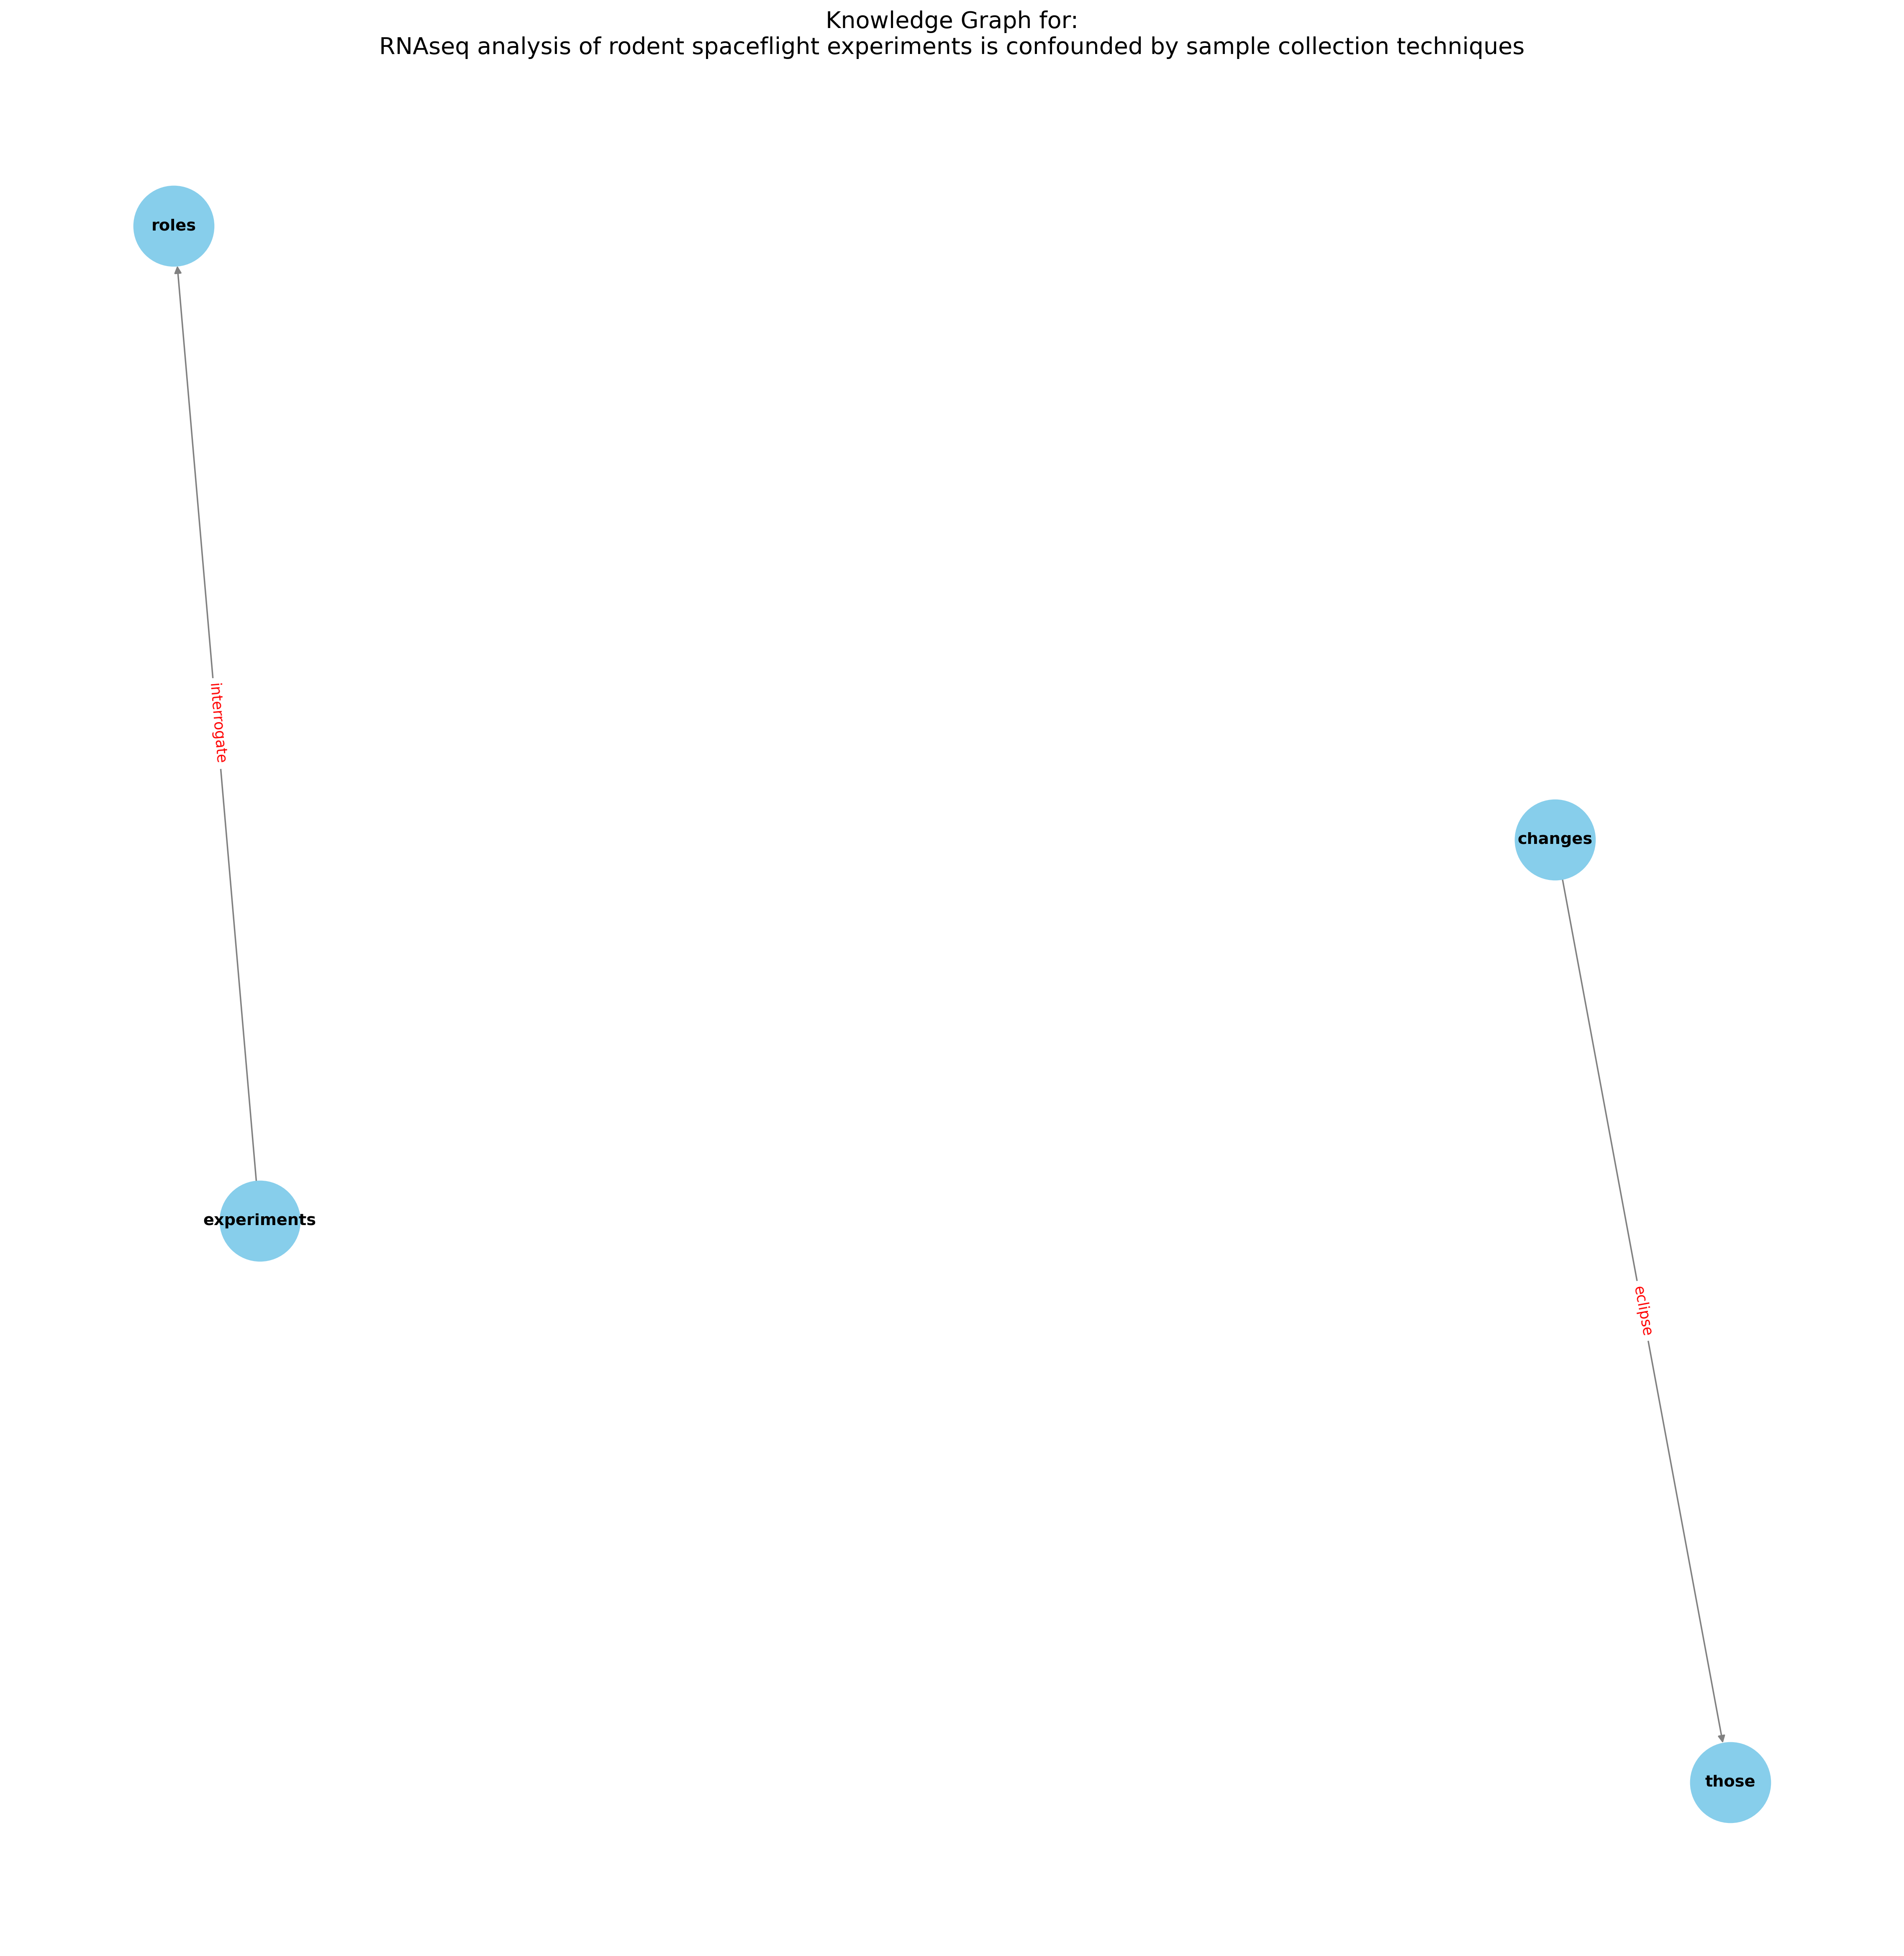 Knowledge Graph for:
RNAseq analysis of rodent spaceflight experiments is confounded by sample collection techniques
roles
interrogate
changes
experiments
eclipse
those